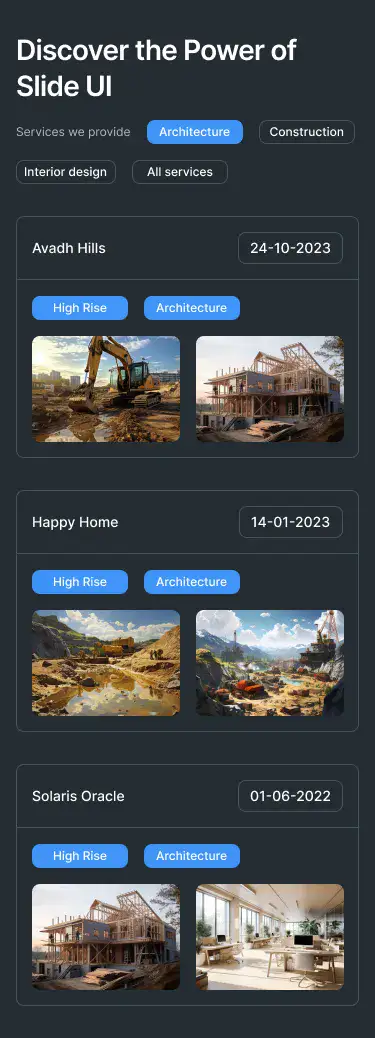 Discover the Power of
Slide UI
Services we provide Architecture Construction
Interior design All services
Avadh Hills 24-10-2023
High Rise Architecture
Happy Home 14-01-2023
High Rise Architecture
Solaris Oracle 01-06-2022
High Rise Architecture